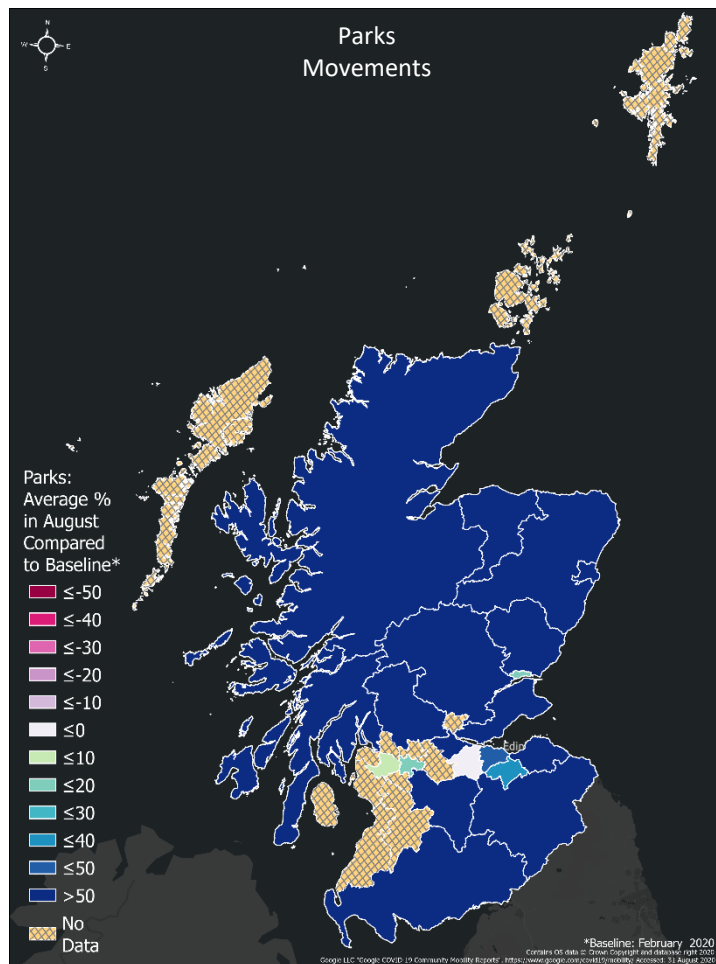 N
W E
S
Parks
Movements
Parks:
Average %
in August
Compared
to Baseline*
≤-50
≤-40
≤-30
≤-20
≤-10
≤0
≤10
≤20
≤30
≤40
≤50
>50
No
Data
Edin
*Baseline: February 2020
Contains OS data © Crown Copyright and database right 2020
Google LLC "Google COVID 19 Community Mobility Reports". https://www.google.com/covid19/mobility/ Accessed: 31 August 2020